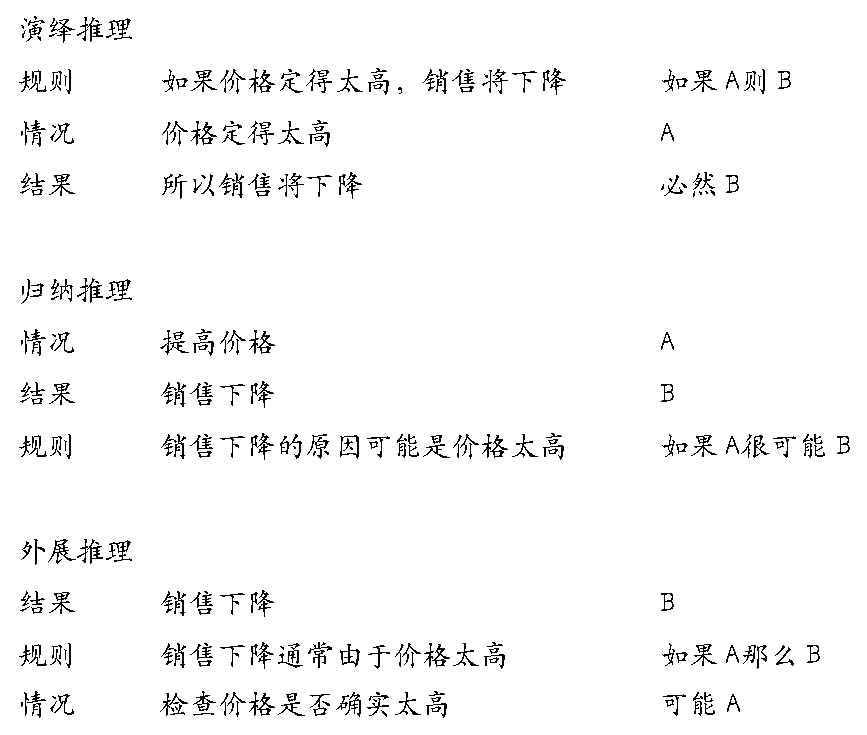 演绎推理
规则 如果价格定得太高，销售将下降 如果A则B
情况 价格定得太高 A
结果 所以销售将下降 必然B
归纳推理
情况 提高价格 A
结果 销售下降 B
规则 销售下降的原因可能是价格太高 如果A很可能B
外展推理
结果 销售下降 B
规则 销售下降通常由于价格太高 如果A那么B
情况 检查价格是否确实太高 可能A